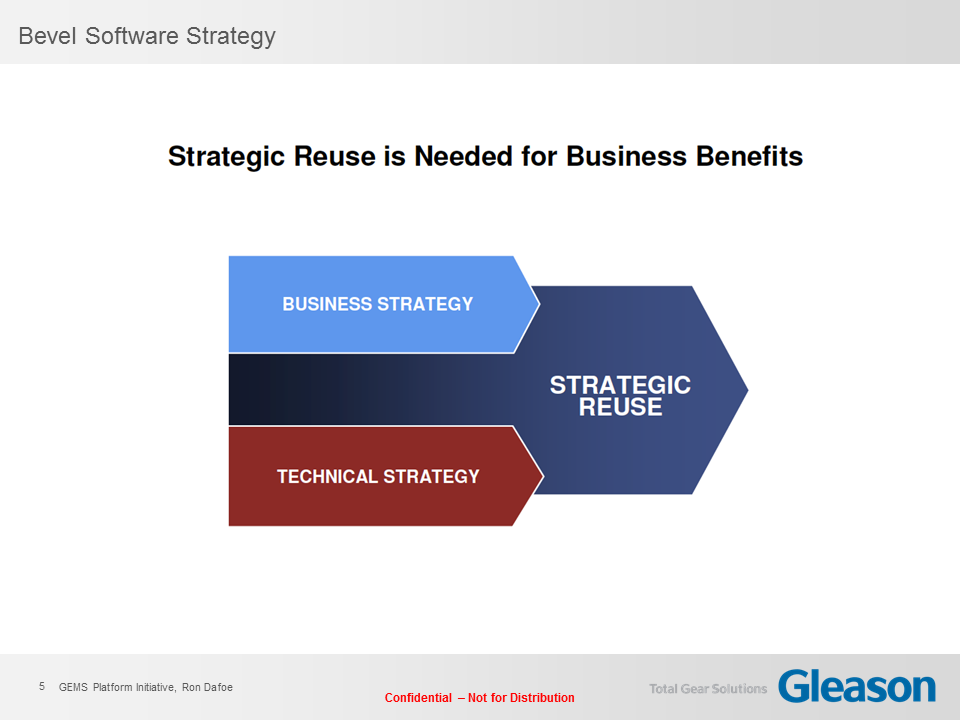 Bevel Software Strategy
Strategic Reuse is Needed for Business Benefits
BUSINESS STRATEGY
STRATEGIC
REUSE
TECHNICAL STRATEGY
5 GEMS Platform Initiative, Ron Dafoe
Confidential – Not for Distribution
Total Gear Solutions Gleason